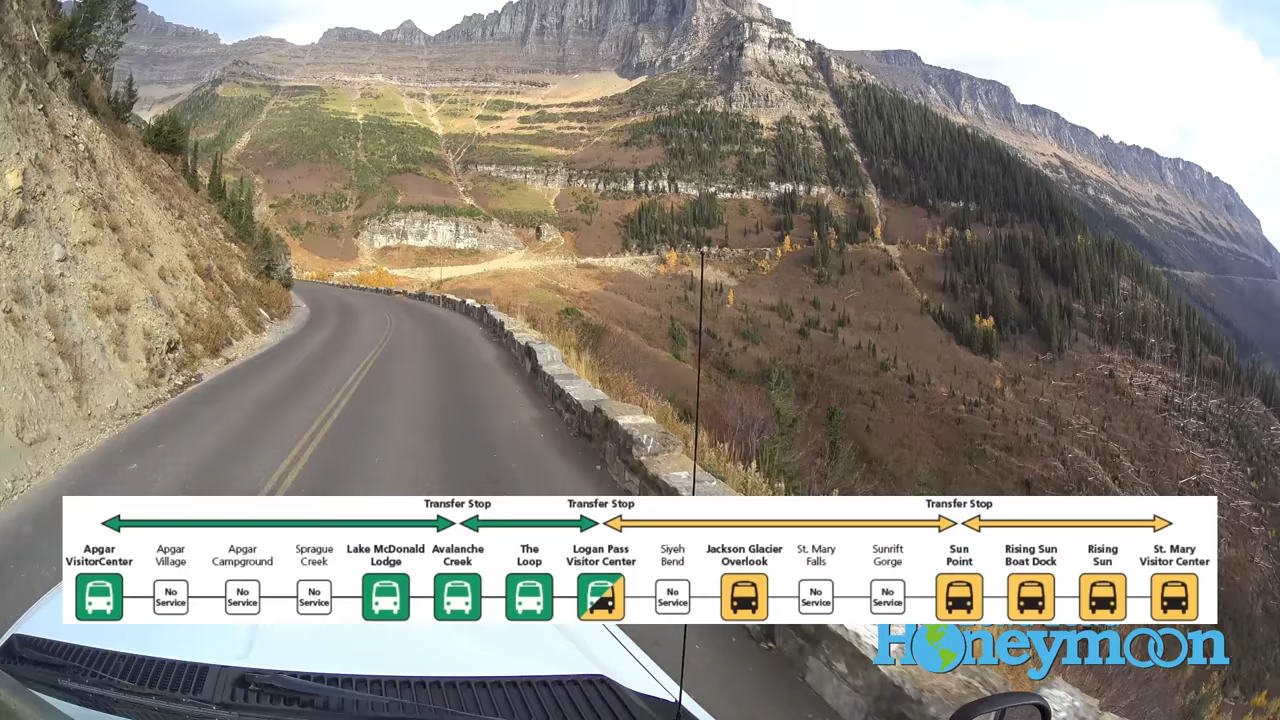 Transfer Stop Transfer Stop Transfer Stop
Apgar Apgar Apgar Sprague Lake McDonald Avalanche The Logan Pass Siyeh Jackson Glacier St. Mary Sunrift Sun Rising Sun Rising St. Mary
VisitorCenter Village Campground Creek Lodge Creek Loop Visitor Center Bend Overlook Falls Gorge Point Boat Dock Sun Visitor Center
No No No No No No
Service Service Service Service Service Service
Honeymoon